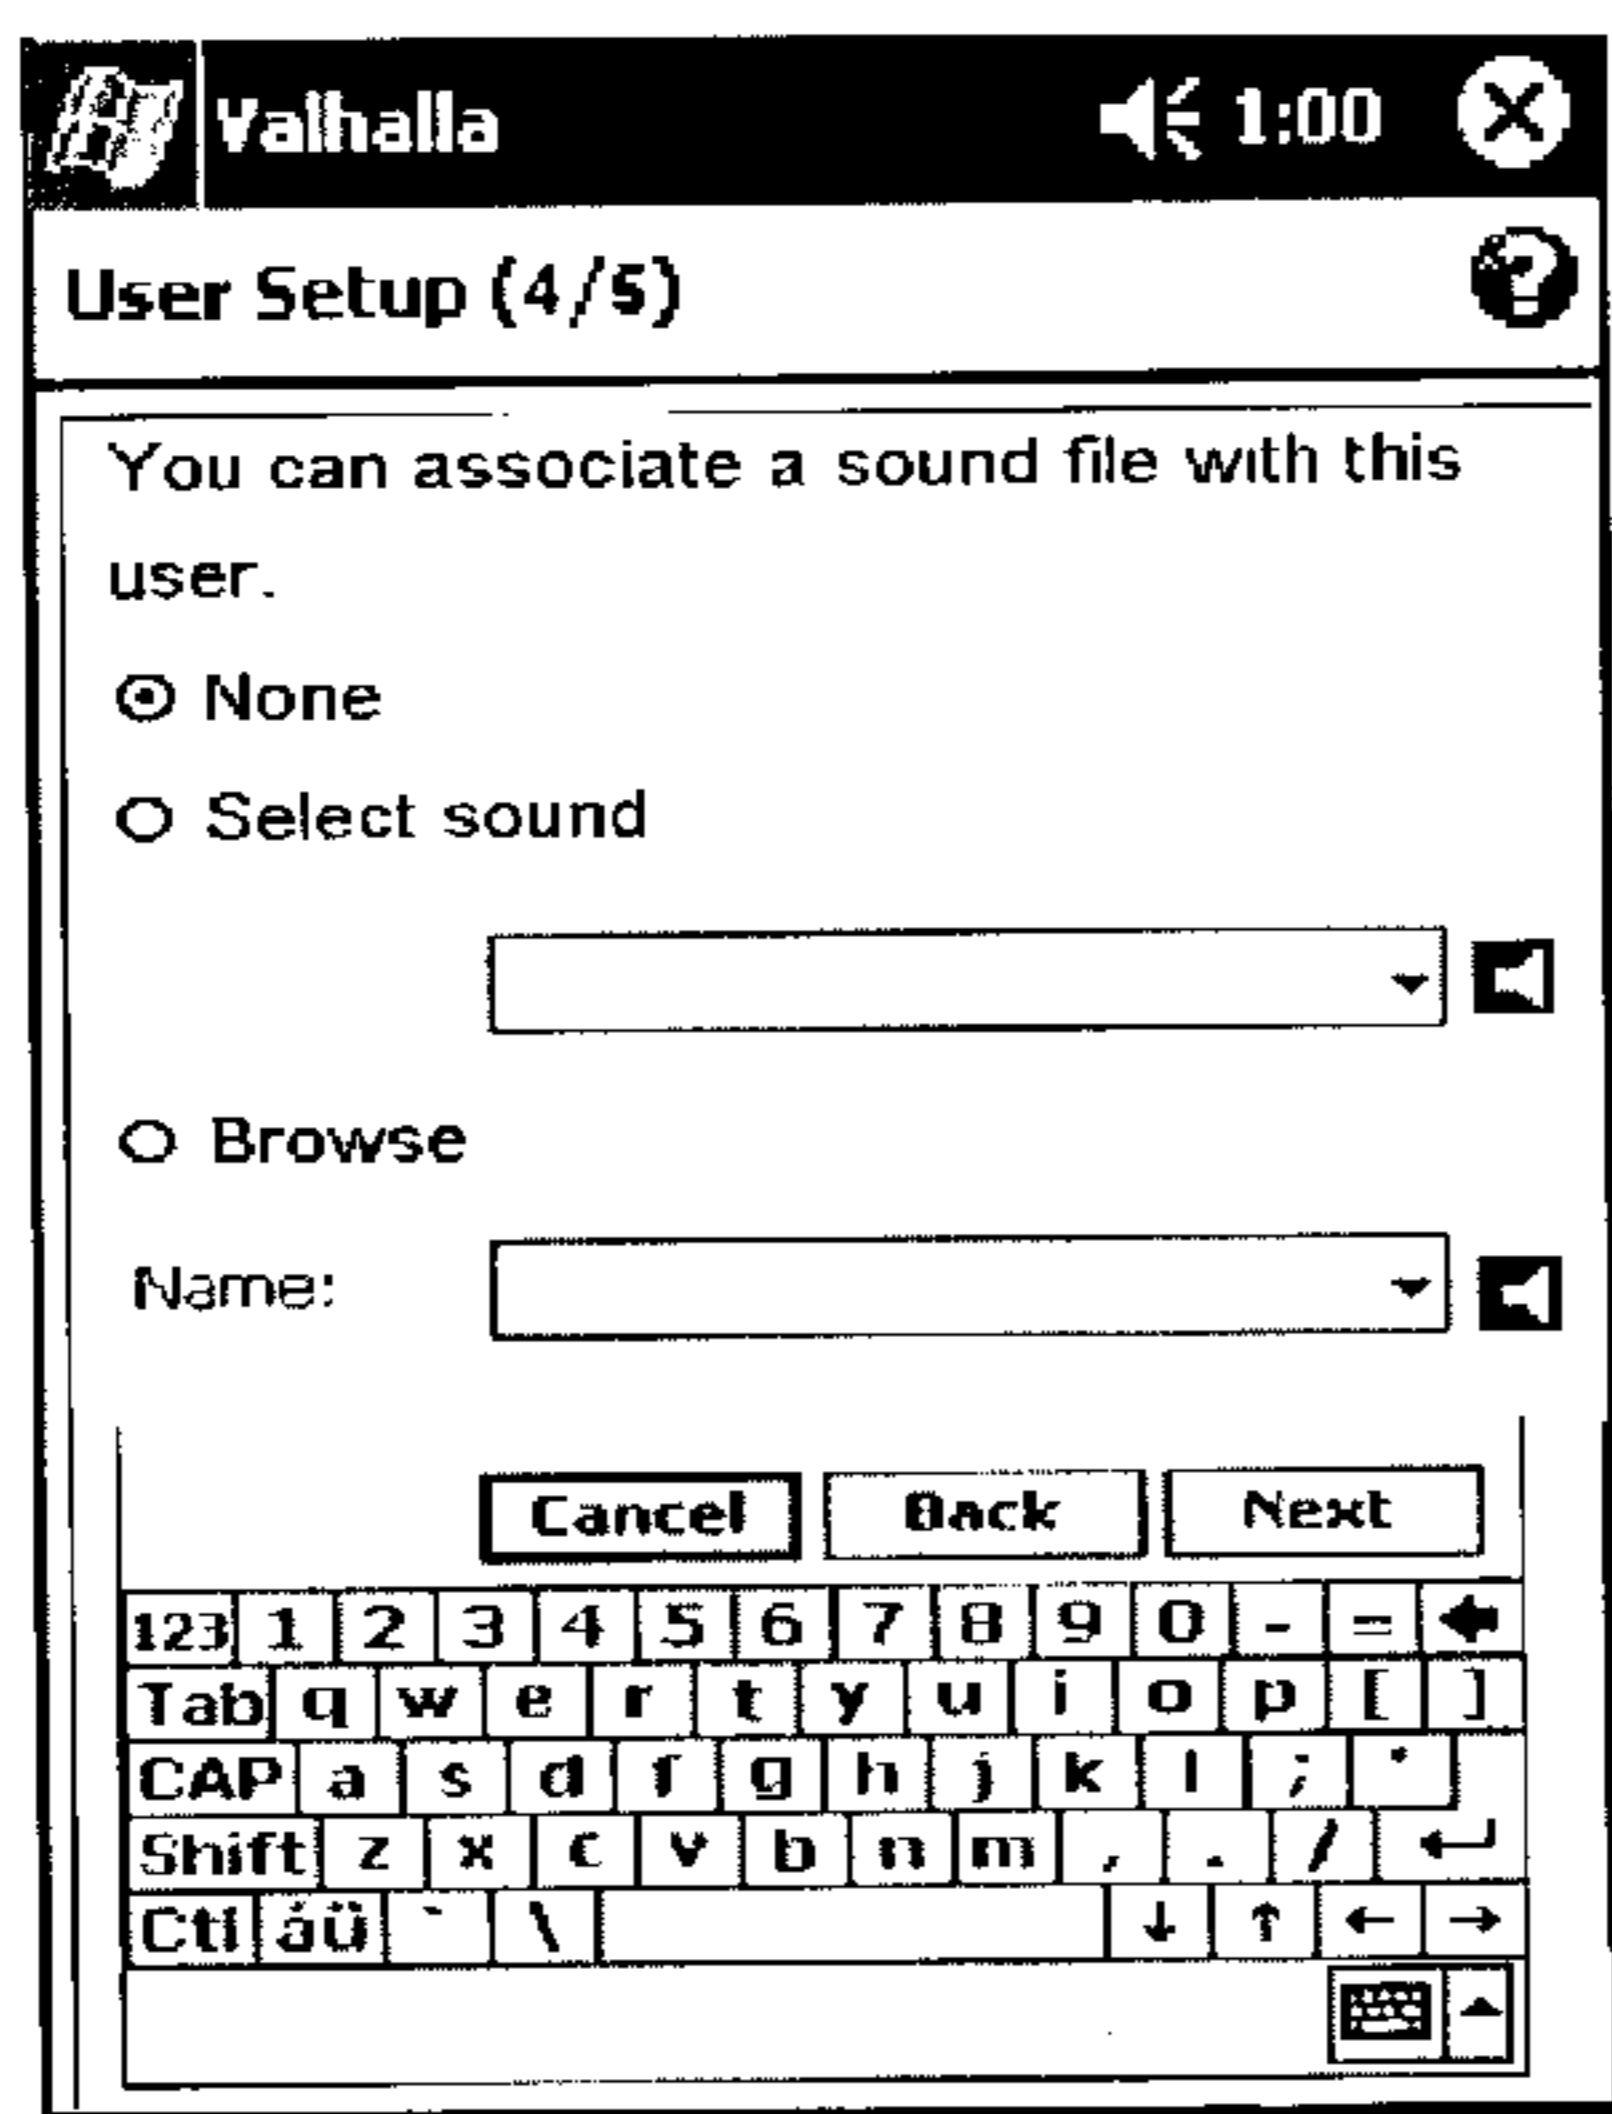 Valhalla 1:00
User Setup (4/5)
You can associate a sound file with this
user.
None
Select sound
Browse
Name:
Cancel Back Next
123 1 2 3 4 5 6 7 8 9 0 - =
Tab q w e r t y u i o p [ ]
CAP a s d f g h j k l ; '
Shift z x c v b n m , . /
Ctl áü ` \ ↓ ↑ ← →